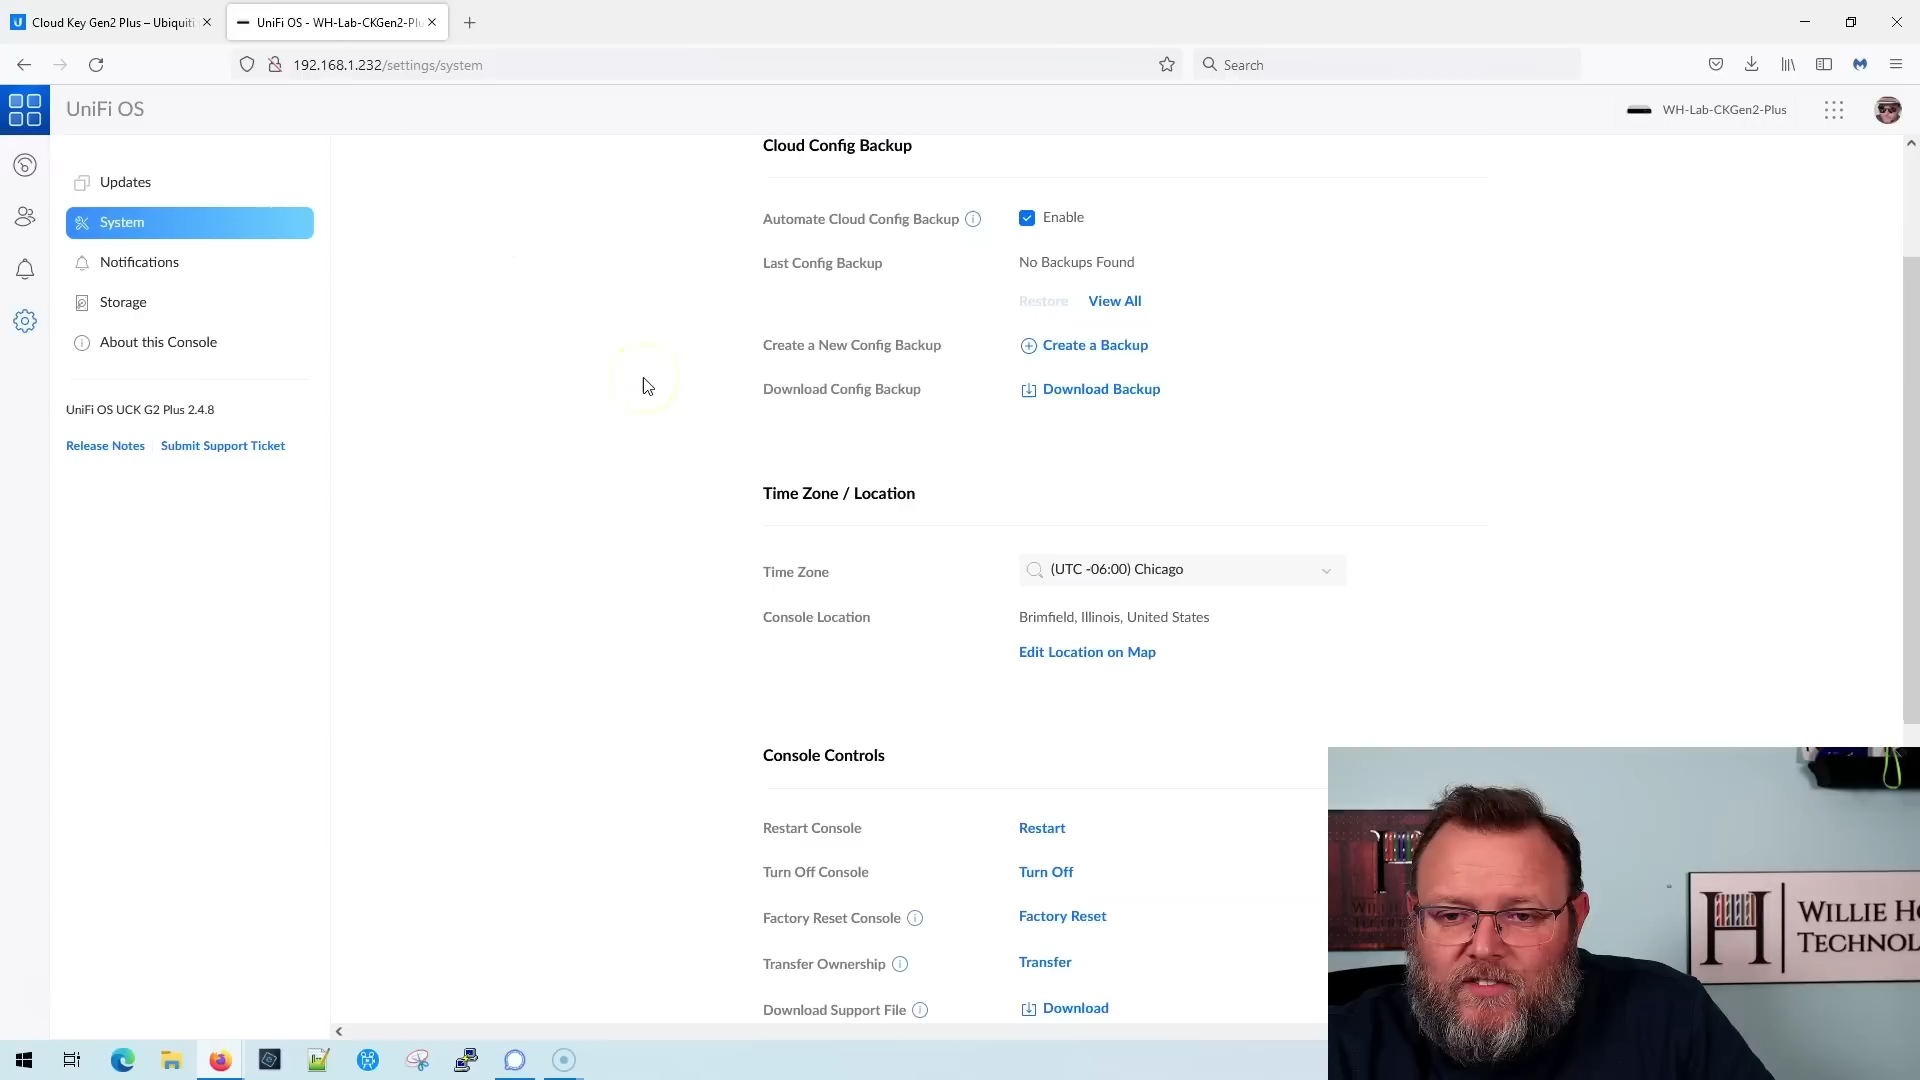 Cloud Key Gen2 Plus – Ubiquiti
UniFi OS - WH-Lab-CKGen2-Plu
192.168.1.232/settings/system
Search
UniFi OS
WH-Lab-CKGen2-Plus
Updates
System
Notifications
Storage
About this Console
UniFi OS UCK G2 Plus 2.4.8
Release Notes Submit Support Ticket
Cloud Config Backup
Automate Cloud Config Backup Enable
Last Config Backup No Backups Found
Restore View All
Create a New Config Backup Create a Backup
Download Config Backup Download Backup
Time Zone / Location
Time Zone (UTC -06:00) Chicago
Console Location Brimfield, Illinois, United States
Edit Location on Map
Console Controls
Restart Console Restart
Turn Off Console Turn Off
Factory Reset Console Factory Reset
Transfer Ownership Transfer
Download Support File Download
WILLIE HO
TECHNOL